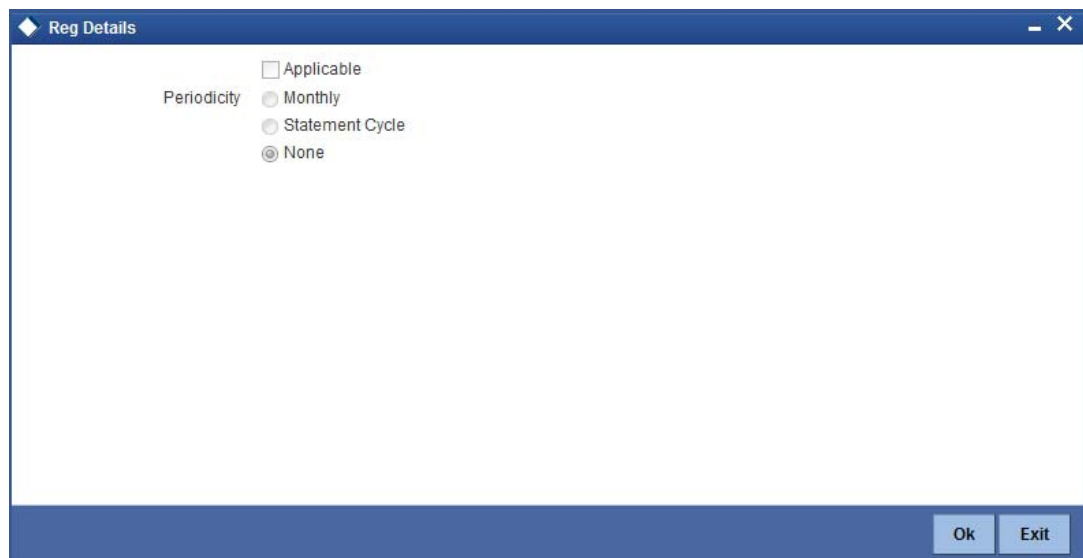 Reg Details
Applicable
Periodicity Monthly
Statement Cycle
None
Ok Exit